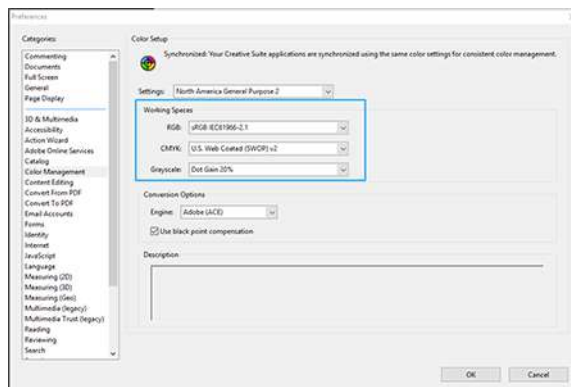 Preferences
Categories:
Commenting
Documents
Full Screen
General
Page Display
3D & Multimedia
Accessibility
Action Wizard
Adobe Online Services
Catalog
Color Management
Content Editing
Convert From PDF
Convert To PDF
Email Accounts
Forms
Identity
Internet
JavaScript
Language
Measuring (2D)
Measuring (3D)
Measuring (Geo)
Multimedia (legacy)
Multimedia Trust (legacy)
Reading
Reviewing
Search
Color Setup
Synchronized: Your Creative Suite applications are synchronized using the same color settings for consistent color management.
Settings: North America General Purpose 2
Working Spaces
RGB: sRGB IEC61966-2.1
CMYK: U.S. Web Coated (SWOP) v2
Grayscale: Dot Gain 20%
Conversion Options
Engine: Adobe (ACE)
Use black point compensation
Description
OK Cancel